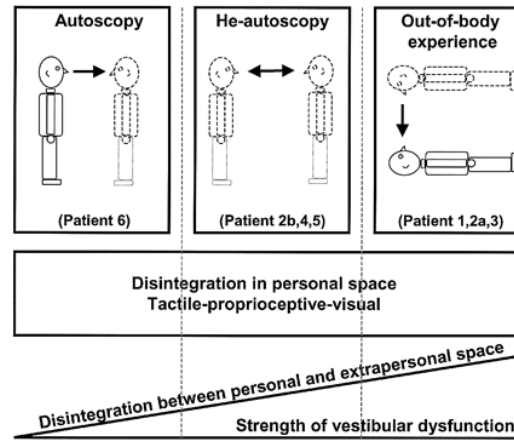 Autoscopy
He-autoscopy
Out-of-body
experience
(Patient 6)
(Patient 2b,4,5)
(Patient 1,2a,3)
Disintegration in personal space
Tactile-proprioceptive-visual
Disintegration between personal and extrapersonal space
Strength of vestibular dysfunction